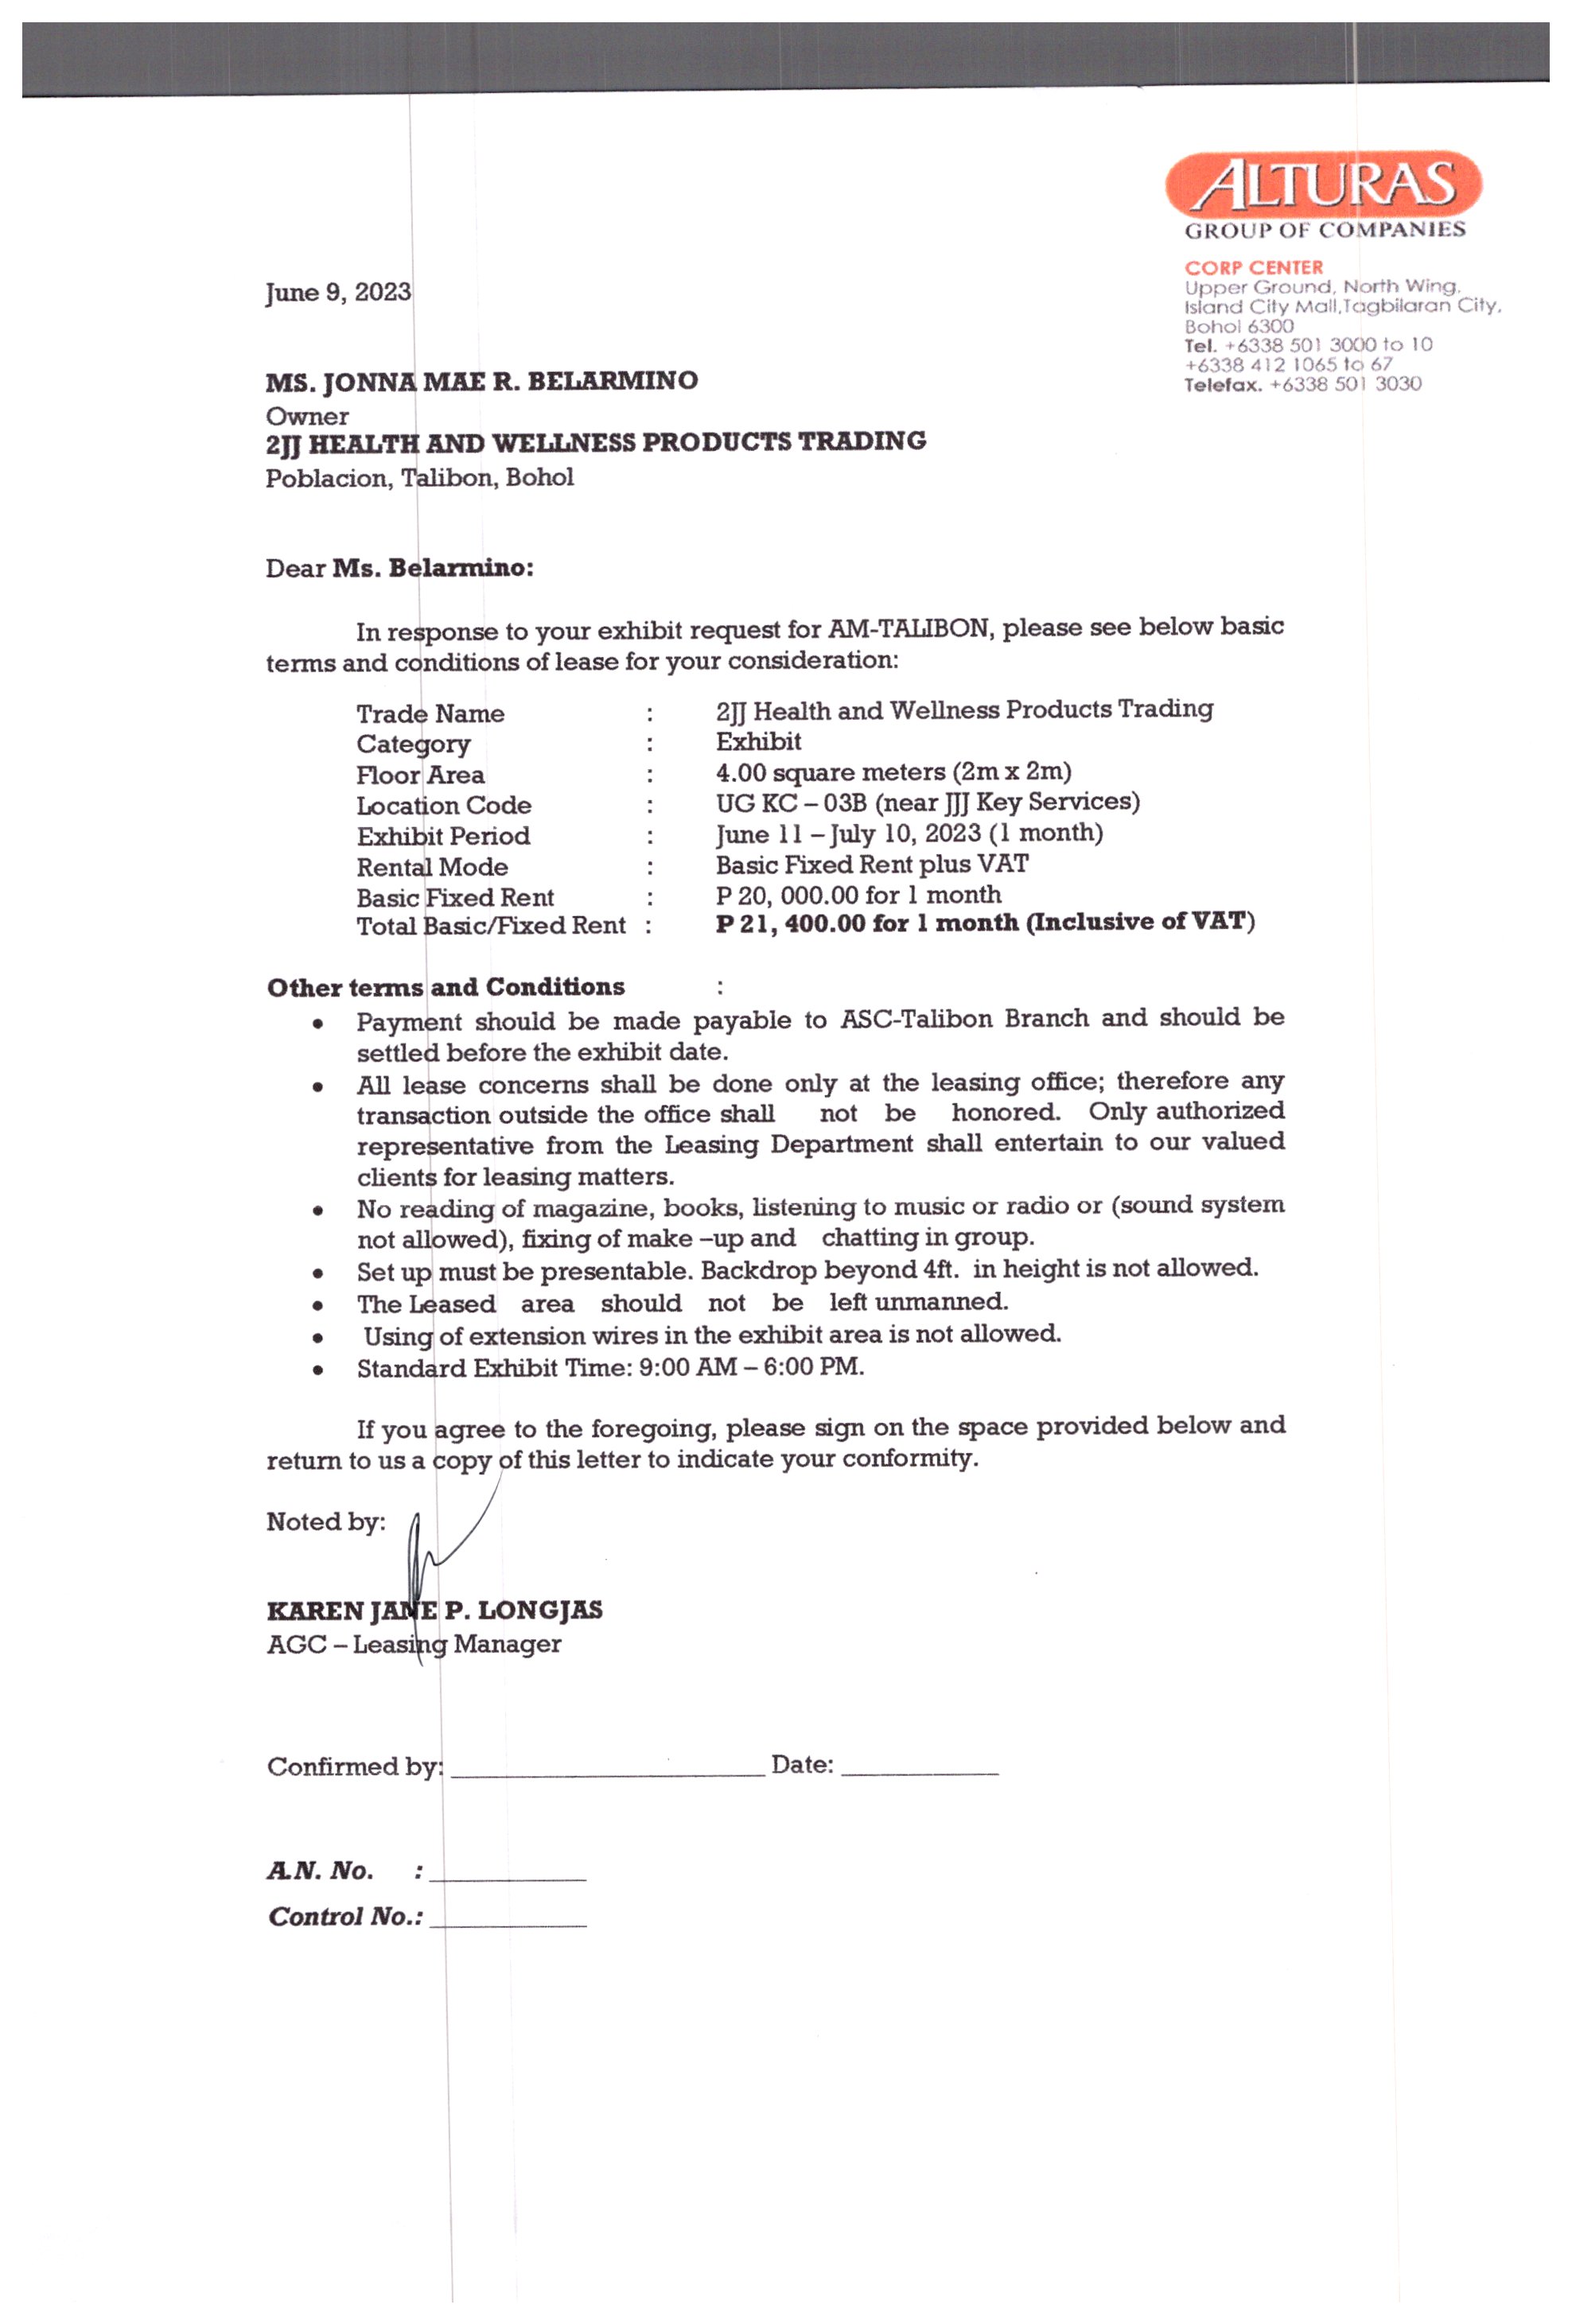 ALTURAS
GROUP OF COMPANIES
CORP CENTER
Upper Ground, North Wing,
Island City Mall,Tagbilaran City,
Bohol 6300
Tel. +6338 501 3000 to 10
+6338 412 1065 to 67
Telefax. +6338 501 3030
June 9, 2023
MS. JONNA MAE R. BELARMINO
Owner
2JJ HEALTH AND WELLNESS PRODUCTS TRADING
Poblacion, Talibon, Bohol
Dear Ms. Belarmino:
In response to your exhibit request for AM-TALIBON, please see below basic
terms and conditions of lease for your consideration:
Trade Name : 2JJ Health and Wellness Products Trading
Category : Exhibit
Floor Area : 4.00 square meters (2m x 2m)
Location Code : UG KC – 03B (near JJJ Key Services)
Exhibit Period : June 11 – July 10, 2023 (1 month)
Rental Mode : Basic Fixed Rent plus VAT
Basic Fixed Rent : P 20, 000.00 for 1 month
Total Basic/Fixed Rent : P 21, 400.00 for 1 month (Inclusive of VAT)
Other terms and Conditions :
• Payment should be made payable to ASC-Talibon Branch and should be
settled before the exhibit date.
• All lease concerns shall be done only at the leasing office; therefore any
transaction outside the office shall not be honored. Only authorized
representative from the Leasing Department shall entertain to our valued
clients for leasing matters.
• No reading of magazine, books, listening to music or radio or (sound system
not allowed), fixing of make –up and chatting in group.
• Set up must be presentable. Backdrop beyond 4ft. in height is not allowed.
• The Leased area should not be left unmanned.
• Using of extension wires in the exhibit area is not allowed.
• Standard Exhibit Time: 9:00 AM – 6:00 PM.
If you agree to the foregoing, please sign on the space provided below and
return to us a copy of this letter to indicate your conformity.
Noted by:
KAREN JANE P. LONGJAS
AGC – Leasing Manager
Confirmed by: ____________________ Date: __________
A.N. No. : __________
Control No.: __________